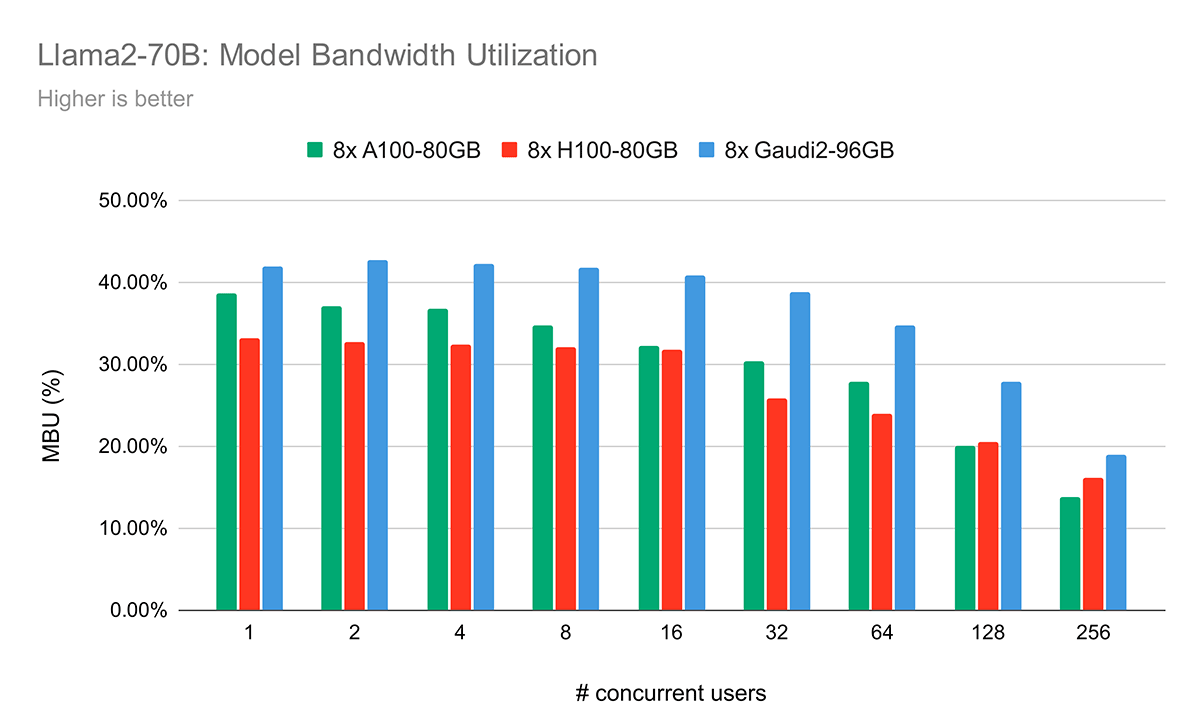 Llama2-70B: Model Bandwidth Utilization
Higher is better
8x A100-80GB 8x H100-80GB 8x Gaudi2-96GB
50.00%
40.00%
30.00%
20.00%
10.00%
0.00%
MBU (%)
1 2 4 8 16 32 64 128 256
# concurrent users